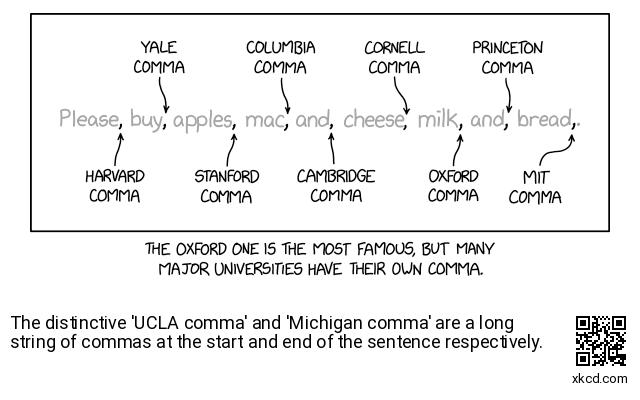 YALE COMMA
COLUMBIA COMMA
CORNELL COMMA
PRINCETON COMMA
Please, buy, apples, mac, and, cheese, milk, and, bread,.
HARVARD COMMA
STANFORD COMMA
CAMBRIDGE COMMA
OXFORD COMMA
MIT COMMA
THE OXFORD ONE IS THE MOST FAMOUS, BUT MANY
MAJOR UNIVERSITIES HAVE THEIR OWN COMMA.
The distinctive 'UCLA comma' and 'Michigan comma' are a long
string of commas at the start and end of the sentence respectively.
xkcd.com